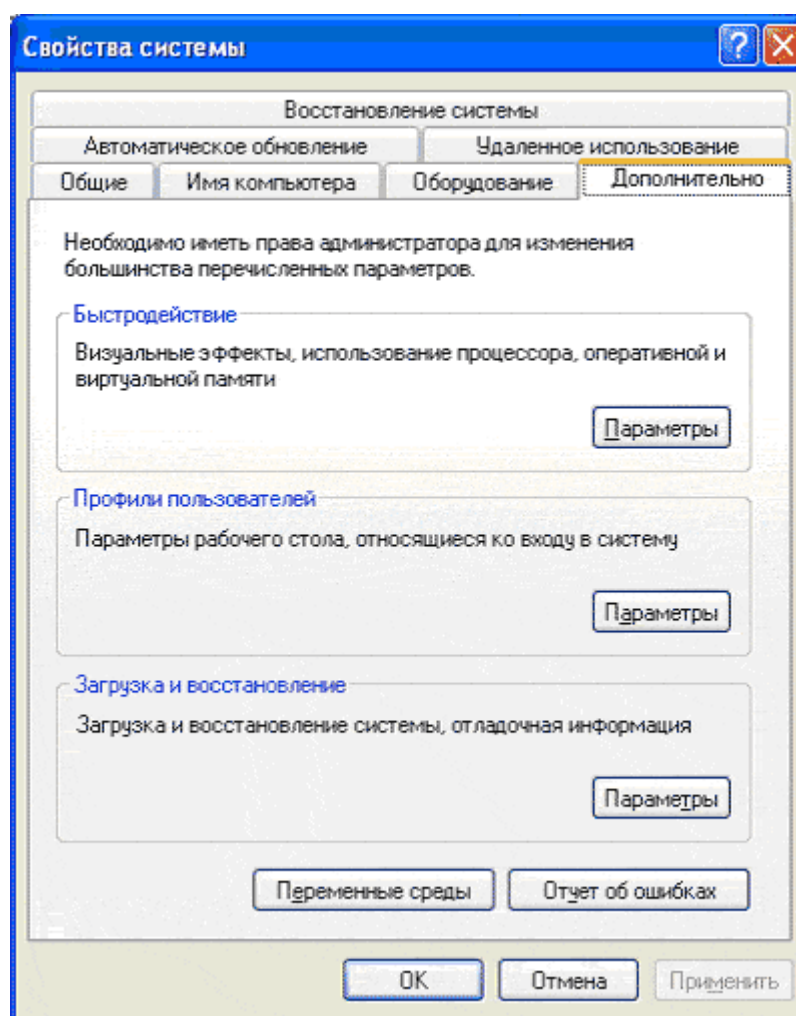 Свойства системы
Восстановление системы
Автоматическое обновление Удаленное использование
Общие Имя компьютера Оборудование Дополнительно
Необходимо иметь права администратора для изменения
большинства перечисленных параметров.
Быстродействие
Визуальные эффекты, использование процессора, оперативной и
виртуальной памяти
Параметры
Профили пользователей
Параметры рабочего стола, относящиеся ко входу в систему
Параметры
Загрузка и восстановление
Загрузка и восстановление системы, отладочная информация
Параметры
Переменные среды Отчет об ошибках
ОК Отмена Применить